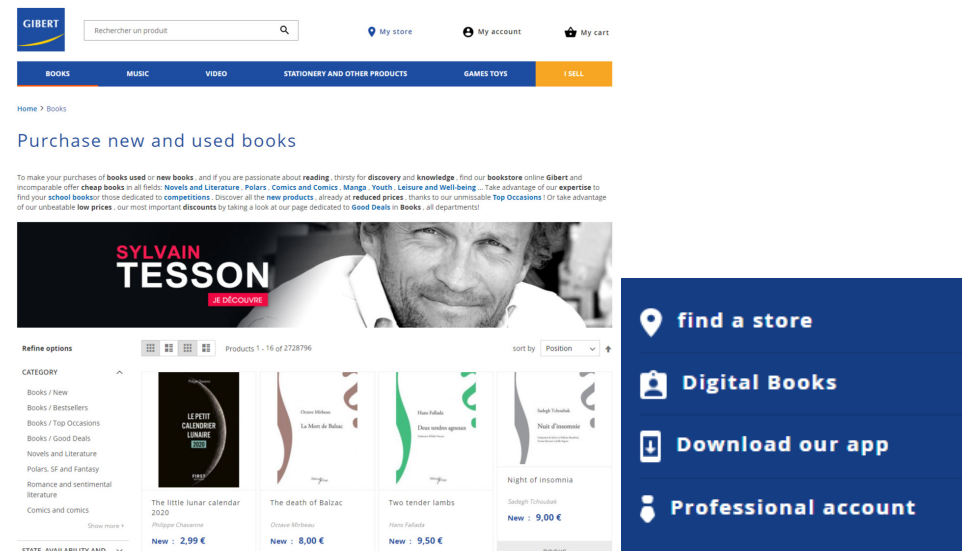 GIBERT
Rechercher un produit
My store
My account
My cart
BOOKS MUSIC VIDEO STATIONERY AND OTHER PRODUCTS GAMES TOYS I SELL
Home > Books
Purchase new and used books
To make your purchases of books used or new books , and if you are passionate about reading , thirsty for discovery and knowledge , find our bookstore online Gibert and
incomparable offer cheap books in all fields: Novels and Literature , Polars , Comics and Comics , Manga , Youth , Leisure and Well-being ... Take advantage of our expertise to
find your school booksor those dedicated to competitions . Discover all the new products , already at reduced prices , thanks to our unmissable Top Occasions ! Or take advantage
of our unbeatable low prices , our most important discounts by taking a look at our page dedicated to Good Deals in Books , all departments!
SYLVAIN
TESSON
JE DÉCOUVRE
Refine options
Products 1 - 16 of 2728796
sort by Position
CATEGORY
Books / New
Books / Bestsellers
Books / Top Occasions
Books / Good Deals
Novels and Literature
Polars, SF and Fantasy
Romance and sentimental
literature
Comics and comics
Show more +
STATE, AVAILABILITY AND
LE PETIT
CALENDRIER
LUNAIRE
2020
FIRST
The little lunar calendar
2020
Philippe Chavanne
New : 2,99 €
Octave Mirbeau
La Mort de Balzac
The death of Balzac
Octave Mirbeau
New : 8,00 €
Hans Fallada
Deux tendres agneaux
Two tender lambs
Hans Fallada
New : 9,50 €
Sadegh Tchoubak
Nuit d'insomnie
Night of insomnia
Sadegh Tchoubak
New : 9,00 €
BOOKS
find a store
Digital Books
Download our app
Professional account